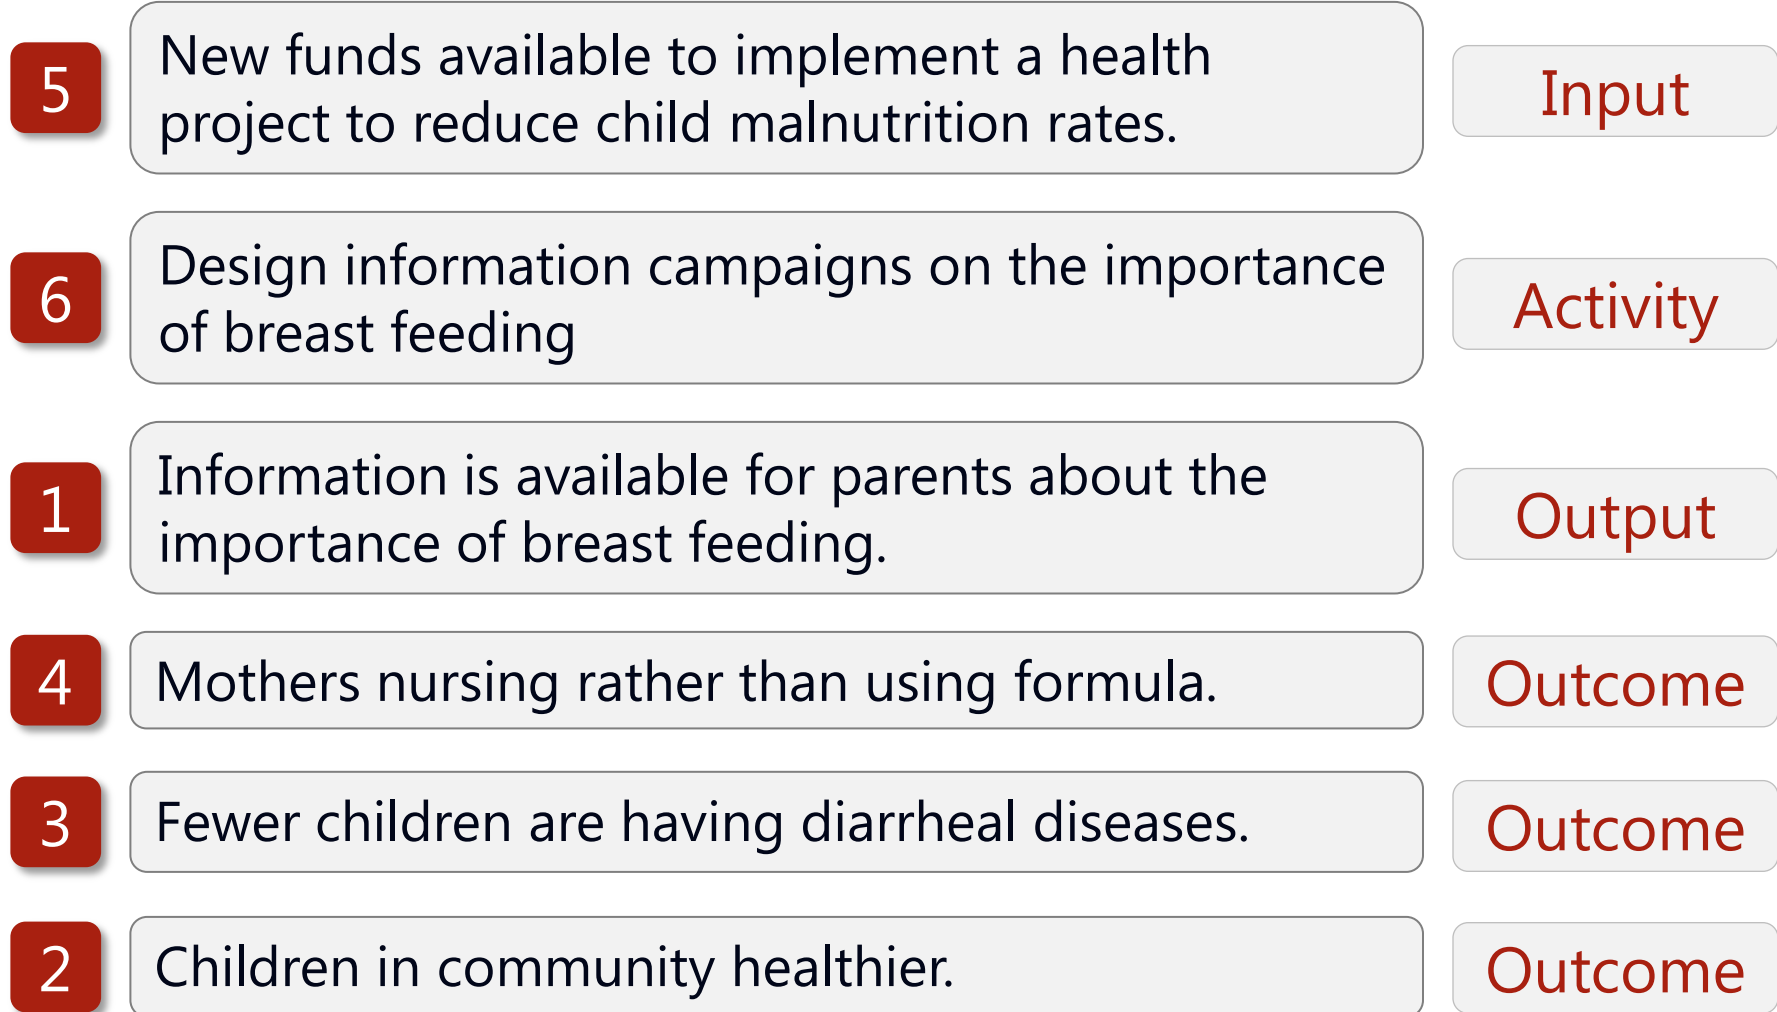 5
New funds available to implement a health
project to reduce child malnutrition rates.
Input
6
Design information campaigns on the importance
of breast feeding
Activity
1
Information is available for parents about the
importance of breast feeding.
Output
4
Mothers nursing rather than using formula.
Outcome
3
Fewer children are having diarrheal diseases.
Outcome
2
Children in community healthier.
Outcome